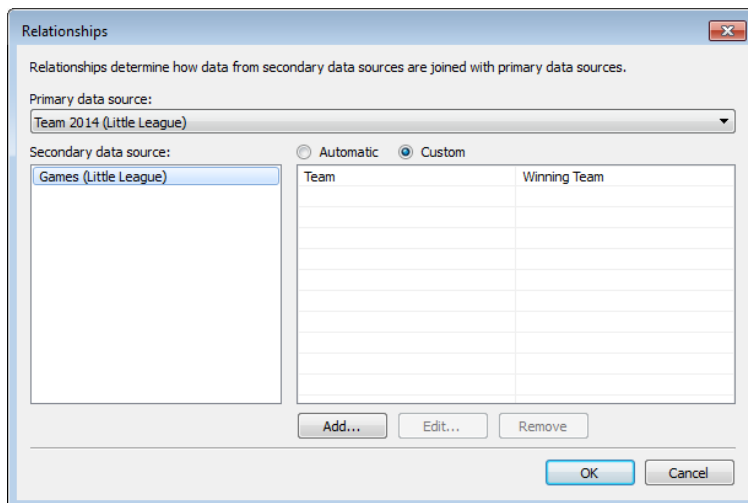 Relationships
Relationships determine how data from secondary data sources are joined with primary data sources.
Primary data source:
Team 2014 (Little League)
Secondary data source:
Automatic Custom
Games (Little League)
Team Winning Team
Add... Edit... Remove
OK Cancel